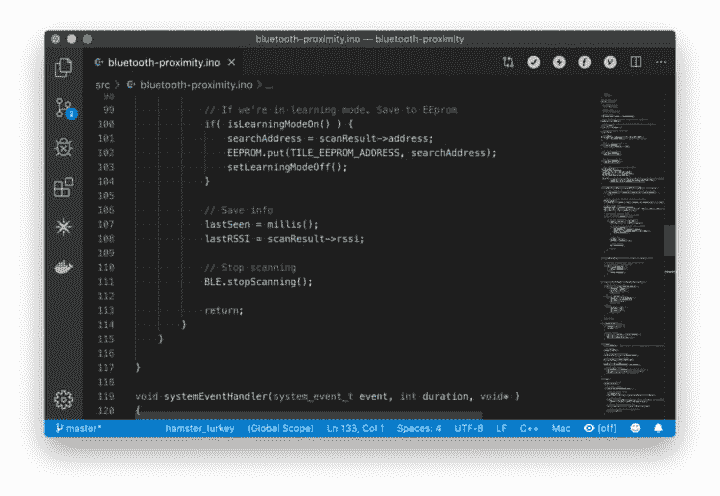 bluetooth-proximity.ino — bluetooth-proximity
bluetooth-proximity.ino ×
src > bluetooth-proximity.ino > ...
98
99 // If we're in learning mode. Save to EEprom
100 if( isLearningModeOn() ) {
101 searchAddress = scanResult->address;
102 EEPROM.put(TILE_EEPROM_ADDRESS, searchAddress);
103 setLearningModeOff();
104 }
105
106 // Save info
107 lastSeen = millis();
108 lastRSSI = scanResult->rssi;
109
110 // Stop scanning
111 BLE.stopScanning();
112
113 return;
114 }
115 }
116
117 }
118
119 void systemEventHandler(system_event_t event, int duration, void* )
120 {
master* hamster_turkey (Global Scope) Ln 133, Col 1 Spaces: 4 UTF-8 LF C++ Mac [off]